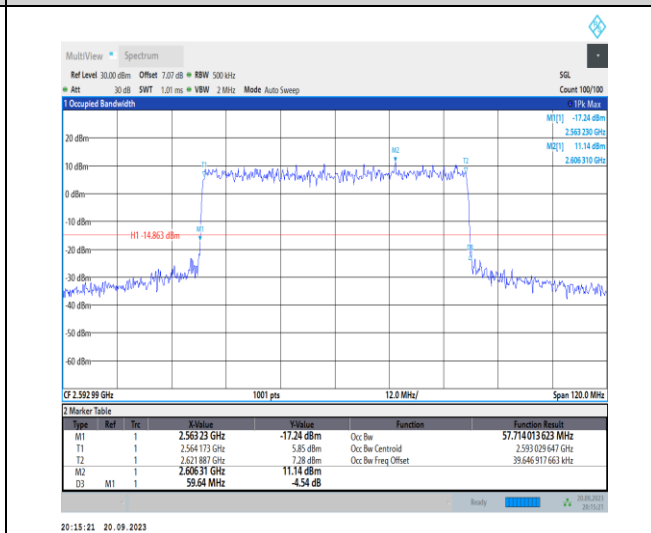 MultiView Spectrum
Ref Level 30.00 dBm Offset 7.07 dB RBW 500 kHz SGL
Att 30 dB SWT 1.01 ms VBW 2 MHz Mode Auto Sweep Count 100/100
1 Occupied Bandwidth 1Pk Max
M1[1] -17.24 dBm
2.563 230 GHz
M2[1] 11.14 dBm
2.606 310 GHz
20 dBm
M2
T1
T2
10 dBm
0 dBm
-10 dBm
M1
H1 -14.863 dBm
-20 dBm
D3
-30 dBm
-40 dBm
-50 dBm
-60 dBm
CF 2.592 99 GHz 1001 pts 12.0 MHz/ Span 120.0 MHz
2 Marker Table
Type Ref Trc X-Value Y-Value Function Function Result
M1 1 2.563 23 GHz -17.24 dBm Occ Bw 57.714 013 623 MHz
T1 1 2.564 173 GHz 5.85 dBm Occ Bw Centroid 2.593 029 647 GHz
T2 1 2.621 887 GHz 7.28 dBm Occ Bw Freq Offset 39.646 917 663 kHz
M2 1 2.606 31 GHz 11.14 dBm
D3 M1 1 59.64 MHz -4.54 dB
Ready 20.09.2023
20:15:21
20:15:21 20.09.2023